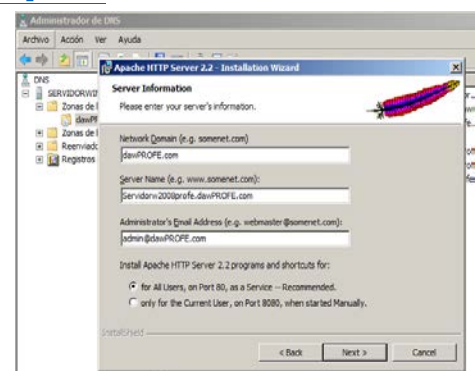 Administrador de DNS
Archivo Acción Ver Ayuda
Apache HTTP Server 2.2 - Installation Wizard
DNS
SERVIDORWI
Zonas de l
dawP
Zonas de l
Reenviad
Registros
Server Information
Please enter your server's information.
Network Domain (e.g. somenet.com)
dawPROFE.com
Server Name (e.g. www.somenet.com):
Servidorw2008profe.dawPROFE.com
Administrator's Email Address (e.g. webmaster@somenet.com):
admin@dawPROFE.com
Install Apache HTTP Server 2.2 programs and shortcuts for:
for All Users, on Port 80, as a Service -- Recommended.
only for the Current User, on Port 8080, when started Manually.
InstallShield
< Back Next > Cancel